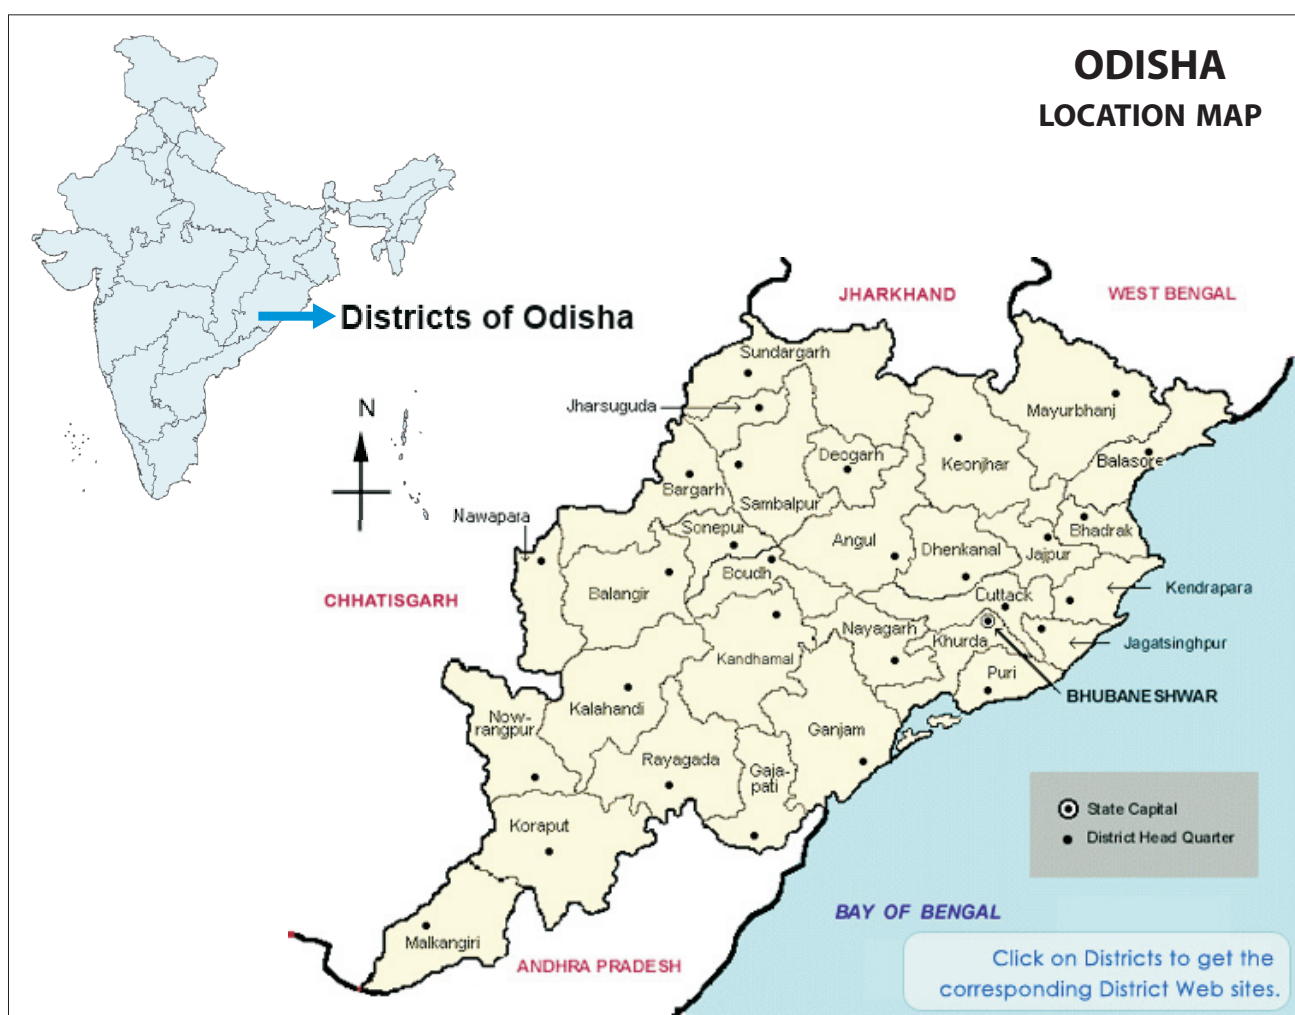 ODISHA
LOCATION MAP
JHARKHAND
WEST BENGAL
Districts of Odisha
Sundargarh
N
Jharsuguda
Mayurbhanj
Deogarh
Keonjhar
Balasore
Bargarh
Sambalpur
Nawapara
Sonepur
Angul
Dhenkanal
Jajpur
Bhadrak
Boudh
Balangir
Cuttack
Kendrapara
CHHATISGARH
Nayagarh
Khurda
Jagatsinghpur
Kandhamal
Puri
BHUBANESHWAR
Now-
rangpur
Kalahandi
Ganjam
Rayagada
Gaja-
pati
State Capital
District Head Quarter
Koraput
BAY OF BENGAL
Malkangiri
ANDHRA PRADESH
Click on Districts to get the
corresponding District Web sites.